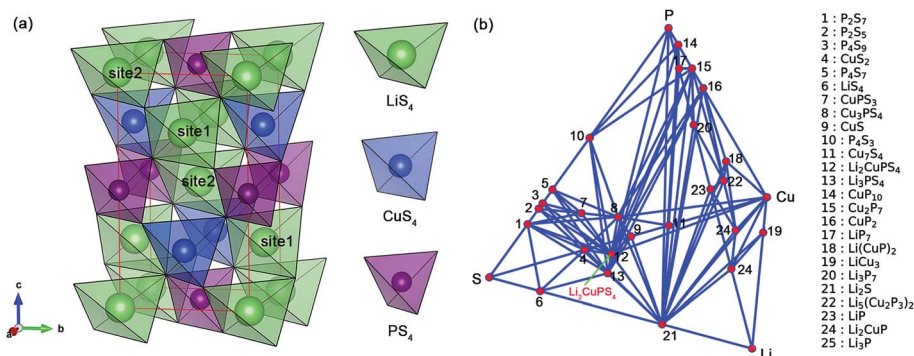 (a)
site2
site1
site2
site1
c
a
b
LiS4
CuS4
PS4
(b)
P
14
17
15
16
10
20
18
5
3
2
1
7
8
9
11
23
22
Cu
4
12
13
24
19
S
6
Li2CuPS4
24
21
Li
1 : P2S7
2 : P2S5
3 : P4S9
4 : CuS2
5 : P4S7
6 : LiS4
7 : CuPS3
8 : Cu3PS4
9 : CuS
10 : P4S3
11 : Cu7S4
12 : Li2CuPS4
13 : Li3PS4
14 : CuP10
15 : Cu2P7
16 : CuP2
17 : LiP7
18 : Li(CuP)2
19 : LiCu3
20 : Li3P7
21 : Li2S
22 : Li5(Cu2P3)2
23 : LiP
24 : Li2CuP
25 : Li3P